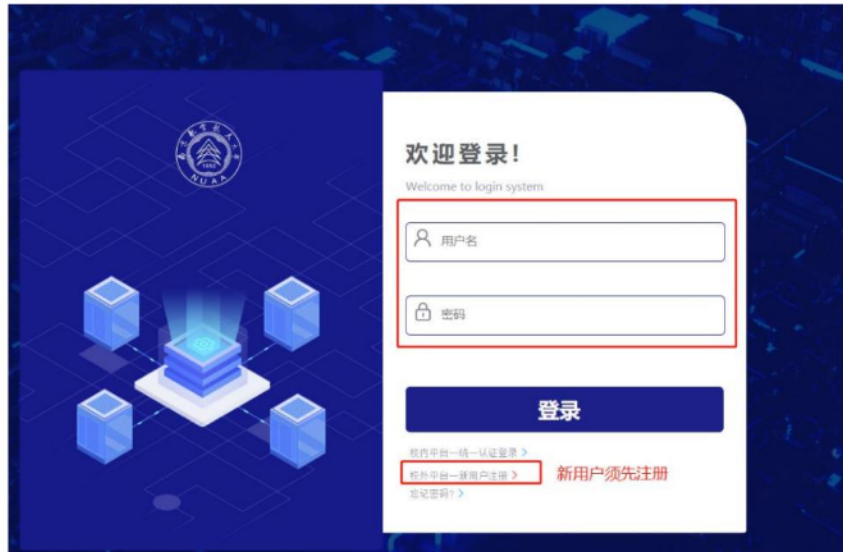 NUAA
1952
欢迎登录！
Welcome to login system
用户名
密码
登录
校内平台—统一认证登录 >
校外平台—新用户注册 >
新用户须先注册
忘记密码? >